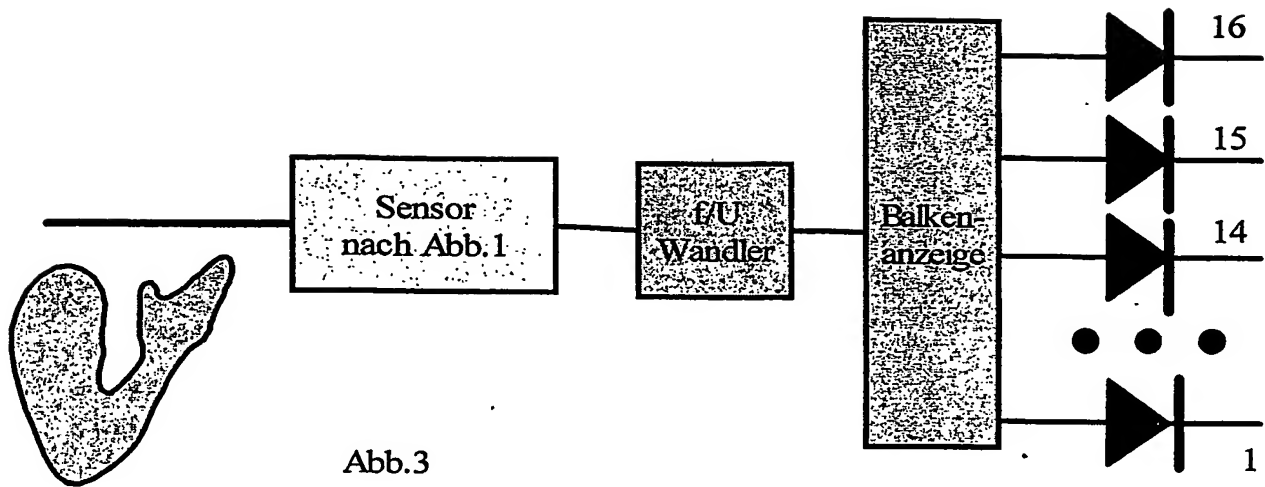 16
15
14
1
Sensor
nach Abb.1
f/U
Wandler
Balken-
anzeige
Abb.3